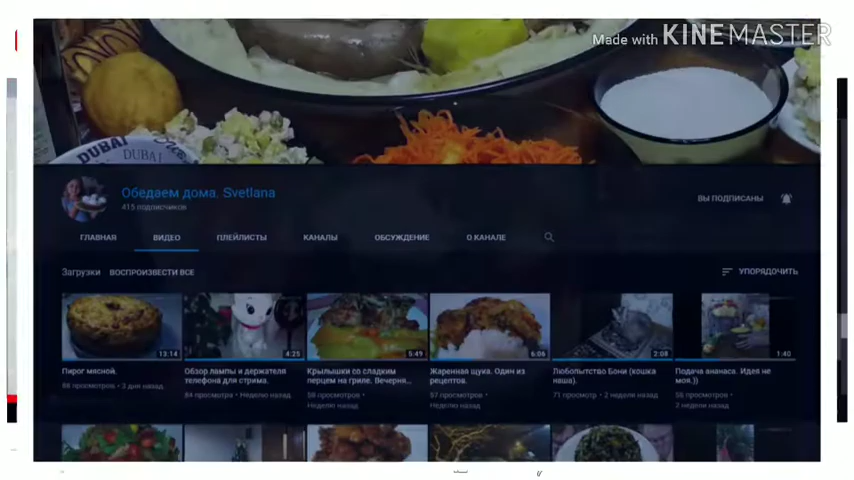 Made with KINEMASTER
DUBAI
DUBAI
Обедаем дома. Svetlana
415 подписчиков
ВЫ ПОДПИСАНЫ
ГЛАВНАЯ ВИДЕО ПЛЕЙЛИСТЫ КАНАЛЫ ОБСУЖДЕНИЕ О КАНАЛЕ
Загрузки ВОСПРОИЗВЕСТИ ВСЕ УПОРЯДОЧИТЬ
13:14 4:25 5:49 6:06 2:08 1:40
Пирог мясной.
88 просмотров • 3 дня назад
Обзор лампы и держателя
телефона для стрима.
84 просмотра • Неделю назад
Крылышки со сладким
перцем на гриле. Вечерня...
58 просмотров •
Неделю назад
Жаренная щука. Один из
рецептов.
57 просмотров •
Неделю назад
Любопытство Бони (кошка
наша).
71 просмотр • 2 недели назад
Подача ананаса. Идея не
моя.))
58 просмотров •
2 недели назад